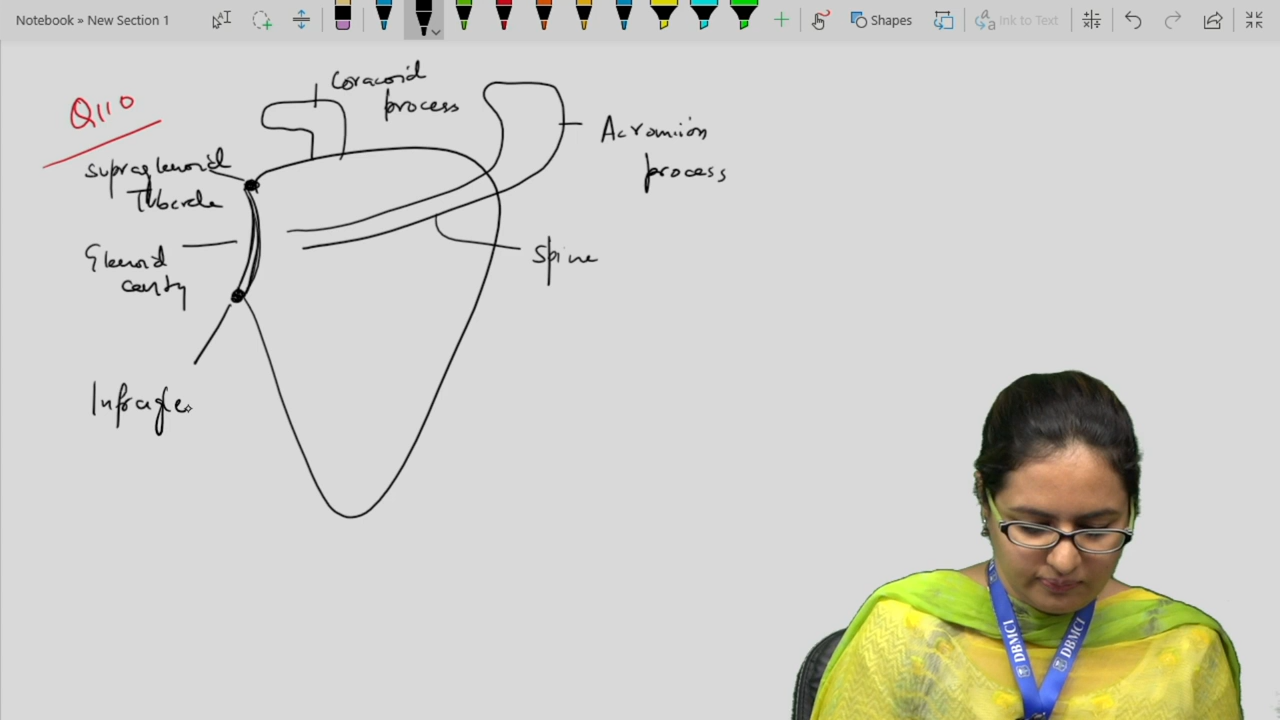 Notebook » New Section 1
Shapes
Ink to Text
Q110
Coracoid
process
Acromion
process
Supraglenoid
Tubercle
Glenoid
cavity
Spine
Infragle
DBMCI
DBMCI